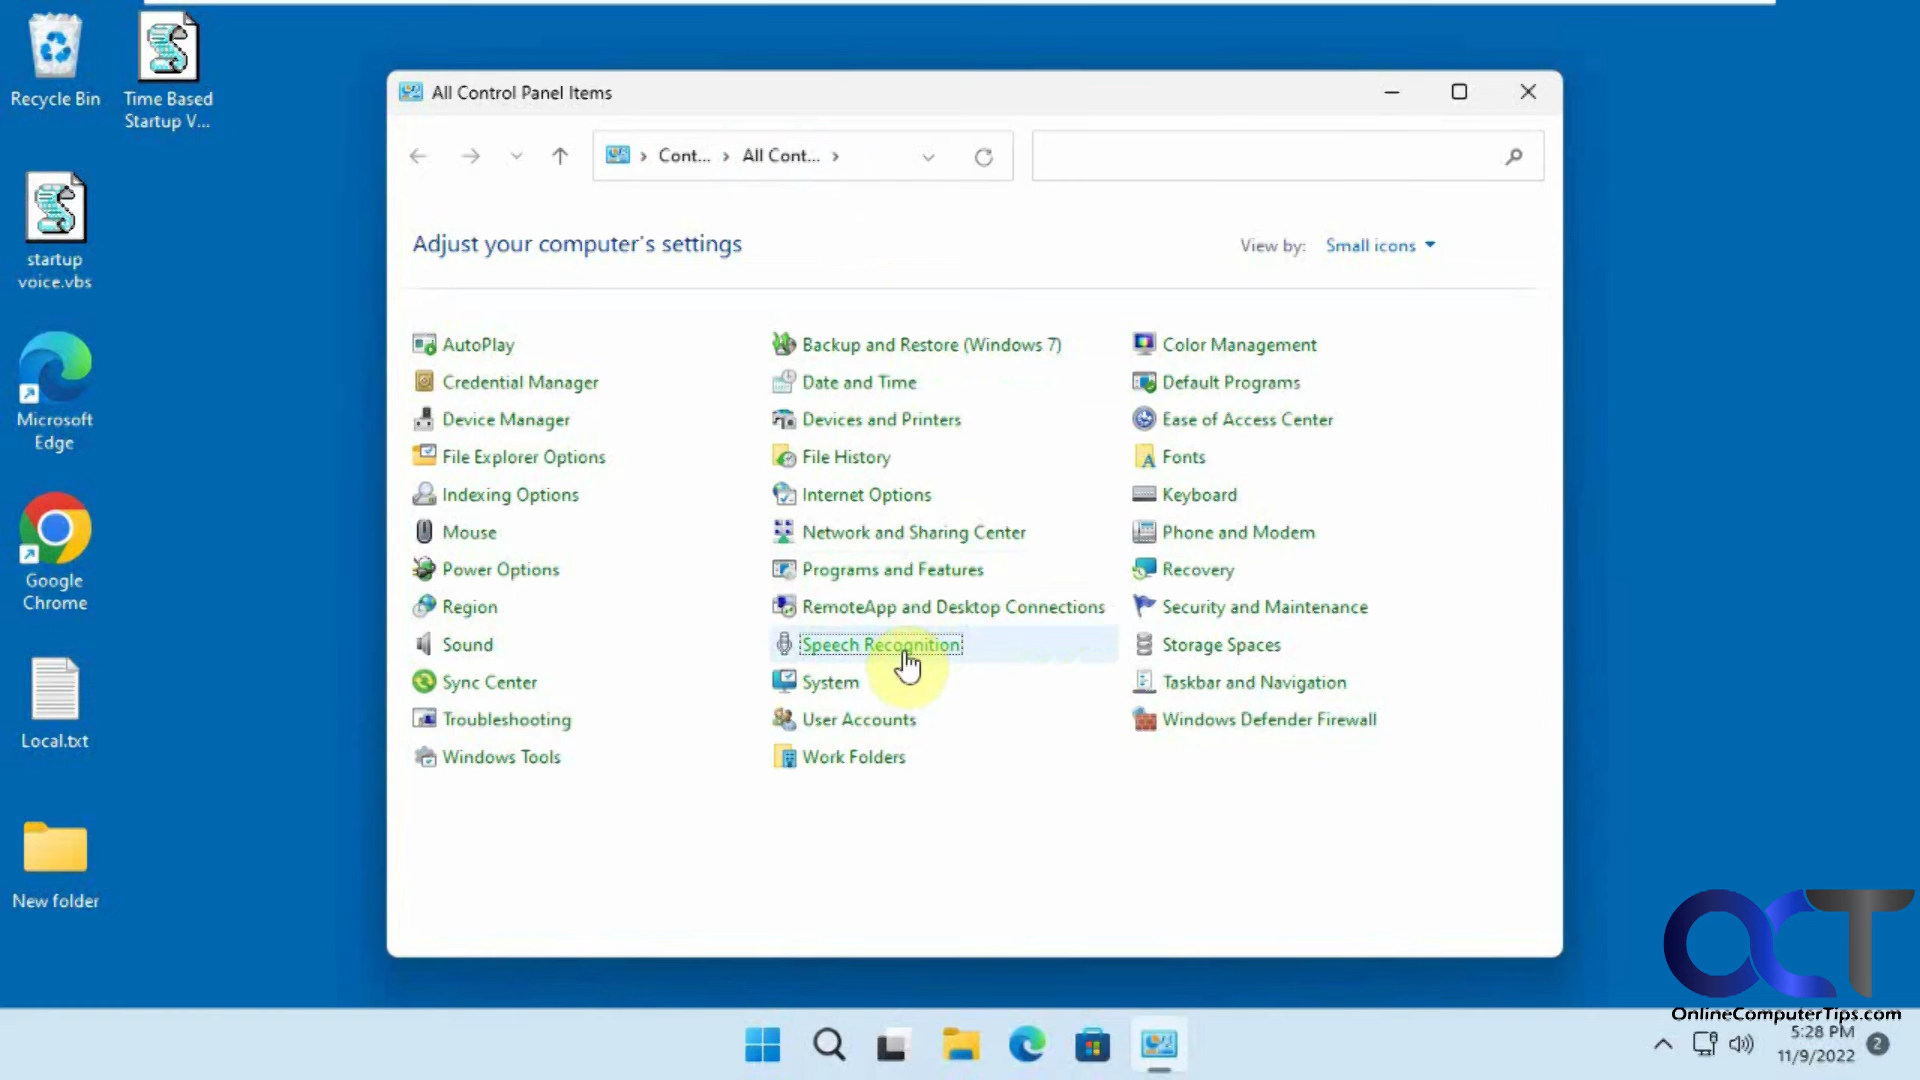 Recycle Bin
Time Based
Startup V...
startup
voice.vbs
Microsoft
Edge
Google
Chrome
Local.txt
New folder
All Control Panel Items
Cont...
All Cont...
Adjust your computer's settings
View by: Small icons
AutoPlay
Credential Manager
Device Manager
File Explorer Options
Indexing Options
Mouse
Power Options
Region
Sound
Sync Center
Troubleshooting
Windows Tools
Backup and Restore (Windows 7)
Date and Time
Devices and Printers
File History
Internet Options
Network and Sharing Center
Programs and Features
RemoteApp and Desktop Connections
Speech Recognition
System
User Accounts
Work Folders
Color Management
Default Programs
Ease of Access Center
Fonts
Keyboard
Phone and Modem
Recovery
Security and Maintenance
Storage Spaces
Taskbar and Navigation
Windows Defender Firewall
OCT
OnlineComputerTips.com
5:28 PM
11/9/2022
2